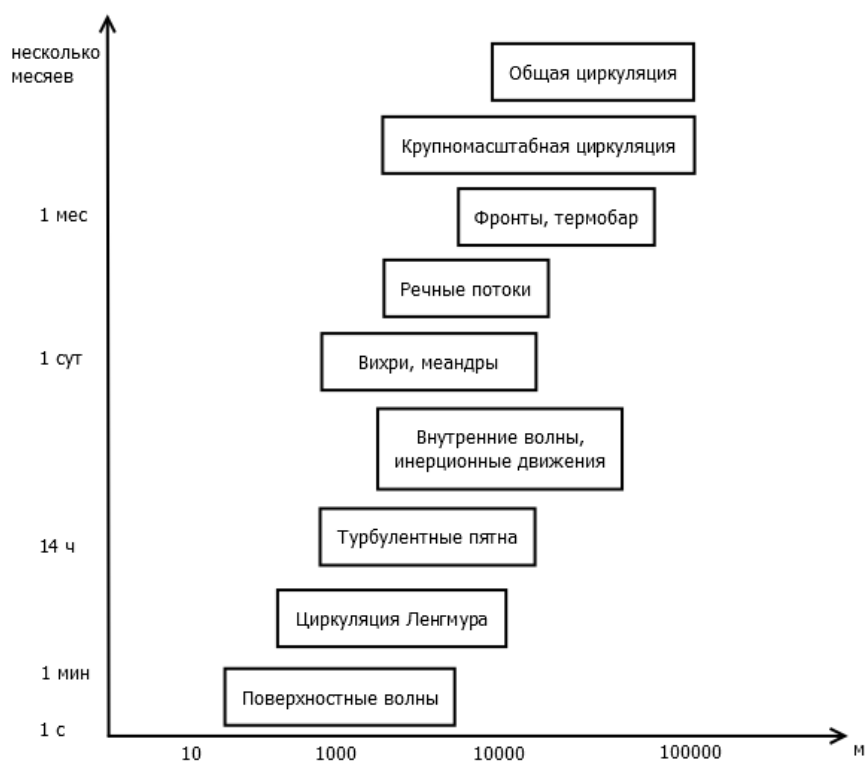 несколько
месяев
Общая циркуляция
Крупномасштабная циркуляция
1 мес
Фронты, термобар
Речные потоки
1 сут
Вихри, меандры
Внутренние волны,
инерционные движения
Турбулентные пятна
14 ч
Циркуляция Ленгмура
1 мин
Поверхностные волны
1 с
10
1000
10000
100000
м